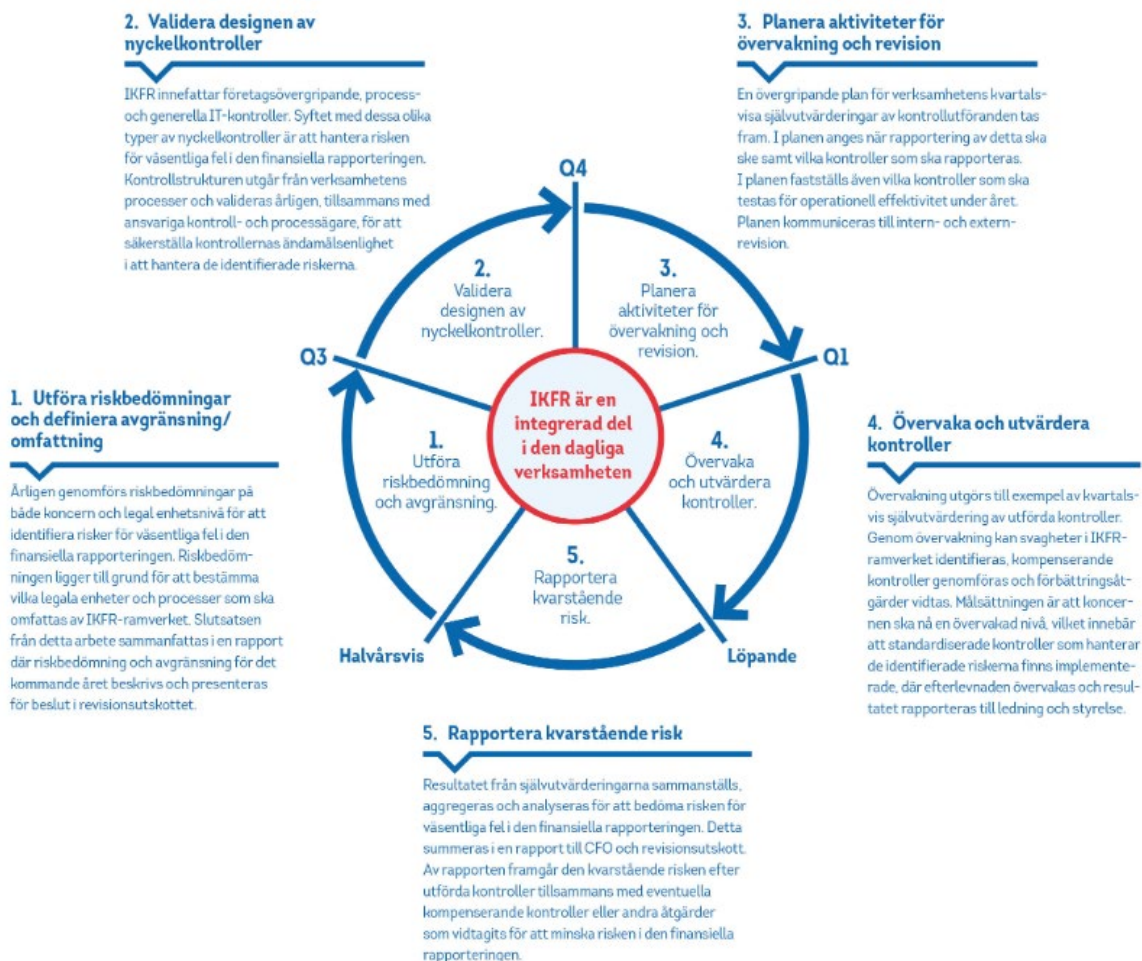 2. Validera designen av
nyckelkontroller
IKFR innefattar företagsövergripande, process-
och generella IT-kontroller. Syftet med dessa olika
typer av nyckelkontroller är att hantera risken
för väsentliga fel i den finansiella rapporteringen.
Kontrollstrukturen utgår från verksamhetens
processer och valideras årligen, tillsammans med
ansvariga kontroll- och processägare, för att
säkerställa kontrollernas ändamålsenlighet
i att hantera de identifierade riskerna.
3. Planera aktiviteter för
övervakning och revision
En övergripande plan för verksamhetens kvartals-
visa självutvärderingar av kontrollutföranden tas
fram. I planen anges när rapportering av detta ska
ske samt vilka kontroller som ska rapporteras.
I planen fastställs även vilka kontroller som ska
testas för operationell effektivitet under året.
Planen kommuniceras till intern- och extern-
revision.
Q4
2.
Validera
designen av
nyckelkontroller.
3.
Planera
aktiviteter för
övervakning och
revision.
Q3
Q1
IKFR är en
integrerad del
i den dagliga
verksamheten
1.
Utföra
riskbedömning
och avgränsning.
4.
Övervaka
och utvärdera
kontroller.
5.
Rapportera
kvarstående
risk.
Halvårsvis
Löpande
1. Utföra riskbedömningar
och definiera avgränsning/
omfattning
Årligen genomförs riskbedömningar på
både koncern och legal enhetsnivå för att
identifiera risker för väsentliga fel i den
finansiella rapporteringen. Riskbedöm-
ningen ligger till grund för att bestämma
vilka legala enheter och processer som ska
omfattas av IKFR-ramverket. Slutsatsen
från detta arbete sammanfattas i en rapport
där riskbedömning och avgränsning för det
kommande året beskrivs och presenteras
för beslut i revisionsutskottet.
4. Övervaka och utvärdera
kontroller
Övervakning utgörs till exempel av kvartals-
vis självutvärdering av utförda kontroller.
Genom övervakning kan svagheter i IKFR-
ramverket identifieras, kompenserande
kontroller genomföras och förbättringsåt-
gärder vidtas. Målsättningen är att koncer-
nen ska nå en övervakad nivå, vilket innebär
att standardiserade kontroller som hanterar
de identifierade riskerna finns implemente-
rade, där efterlevnaden övervakas och resul-
tatet rapporteras till ledning och styrelse.
5. Rapportera kvarstående risk
Resultatet från självutvärderingarna sammanställs,
aggregeras och analyseras för att bedöma risken för
väsentliga fel i den finansiella rapporteringen. Detta
summeras i en rapport till CFO och revisionsutskott.
Av rapporten framgår den kvarstående risken efter
utförda kontroller tillsammans med eventuella
kompenserande kontroller eller andra åtgärder
som vidtagits för att minska risken i den finansiella
rapporteringen.